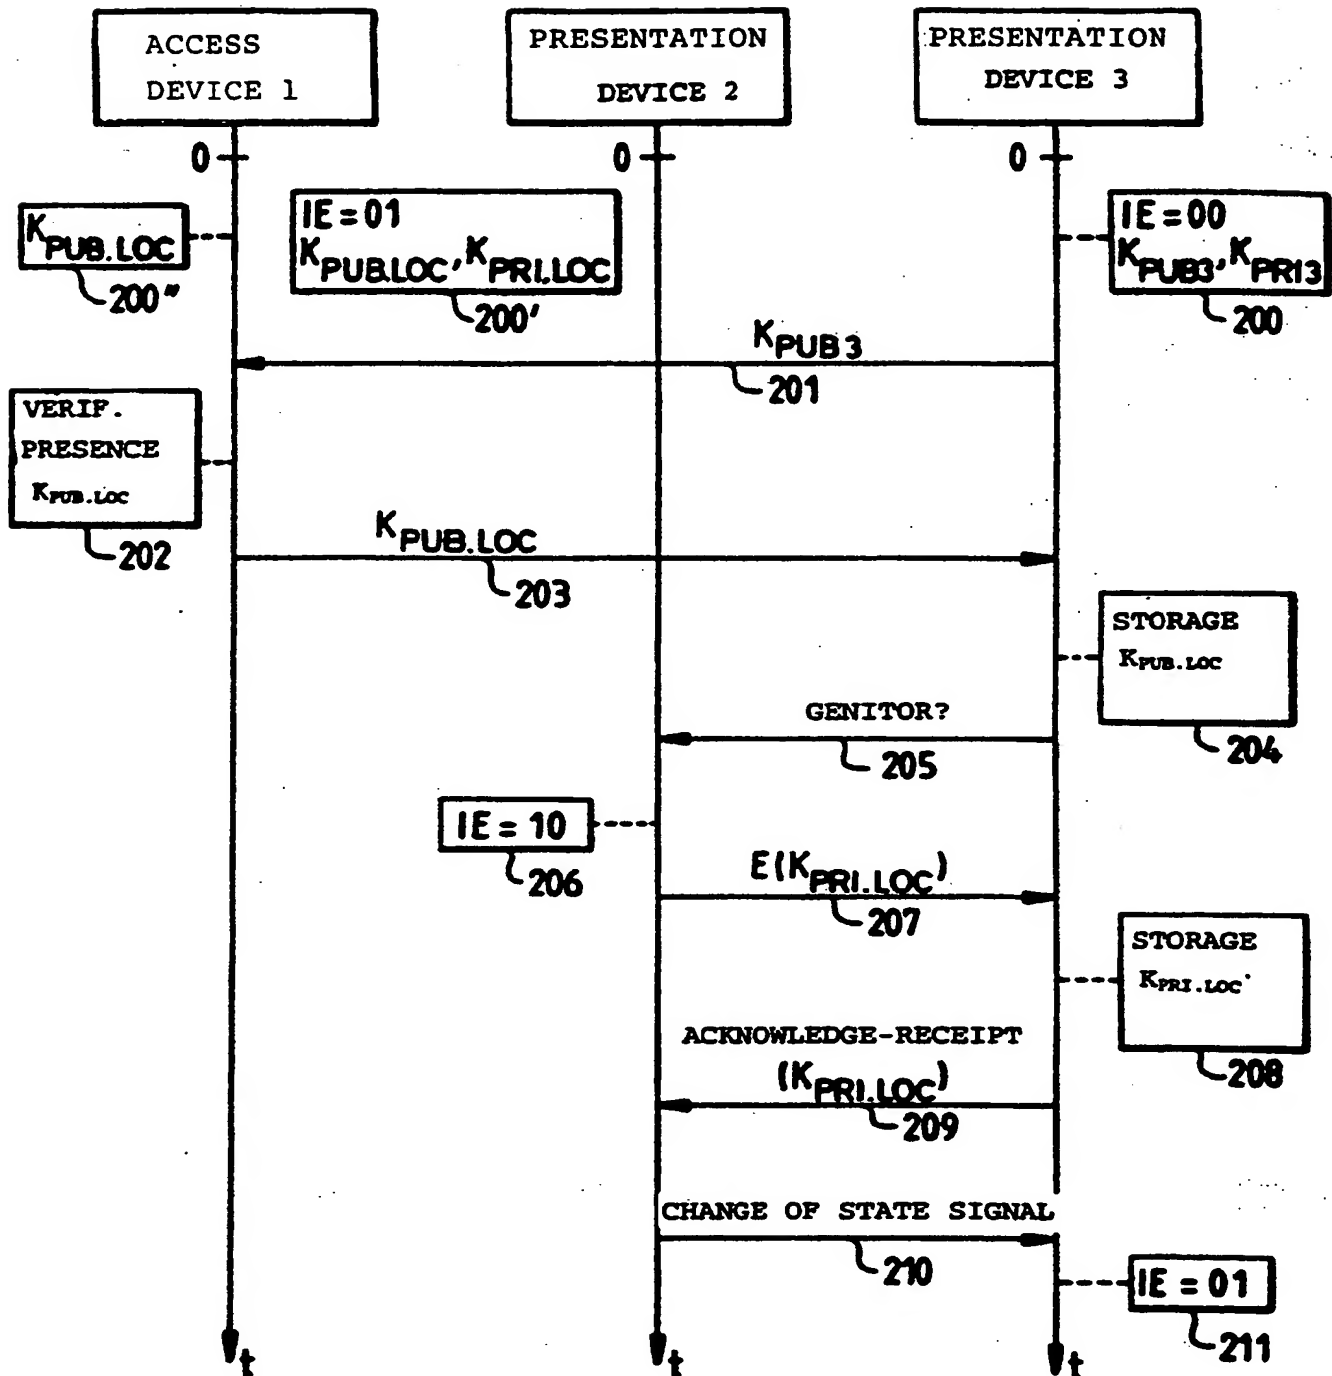 ACCESS
DEVICE 1
PRESENTATION
DEVICE 2
PRESENTATION
DEVICE 3
0
0
0
KPUB.LOC
200"
IE=01
KPUB.LOC, KPRI.LOC
200'
IE=00
KPUB3, KPRI3
200
KPUB3
201
VERIF.
PRESENCE
KPUB.LOC
202
KPUB.LOC
203
STORAGE
KPUB.LOC
204
GENITOR?
205
IE = 10
206
E(KPRI.LOC)
207
STORAGE
KPRI.LOC
208
ACKNOWLEDGE-RECEIPT
(KPRI.LOC)
209
CHANGE OF STATE SIGNAL
210
IE = 01
211
t
t
t